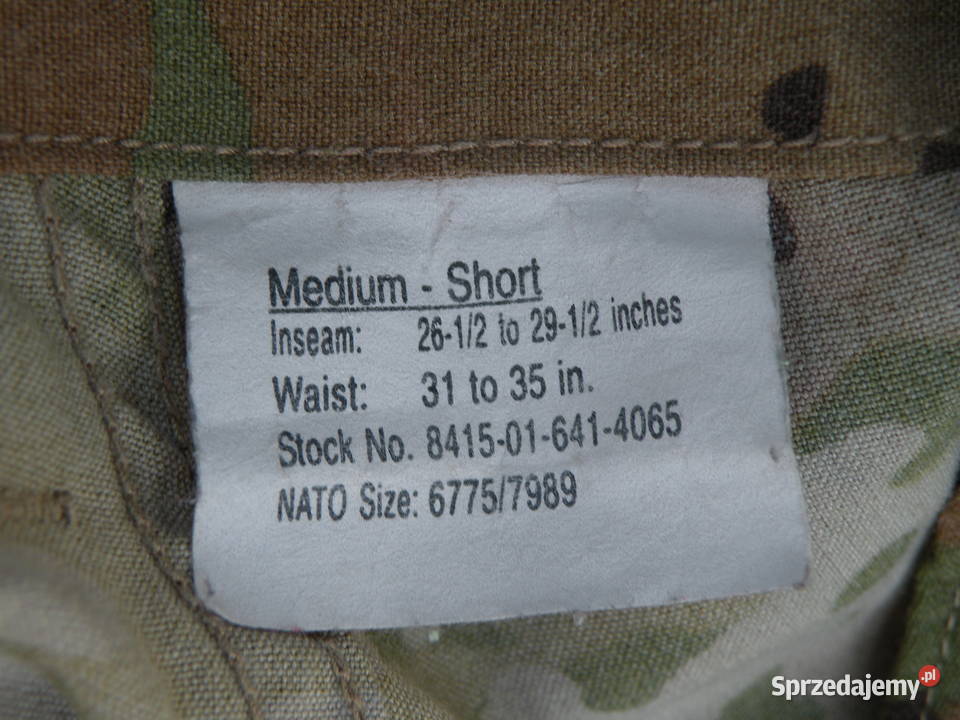 Medium - Short
Inseam: 26-1/2 to 29-1/2 inches
Waist: 31 to 35 in.
Stock No. 8415-01-641-4065
NATO Size: 6775/7989
Sprzedajemy.pl